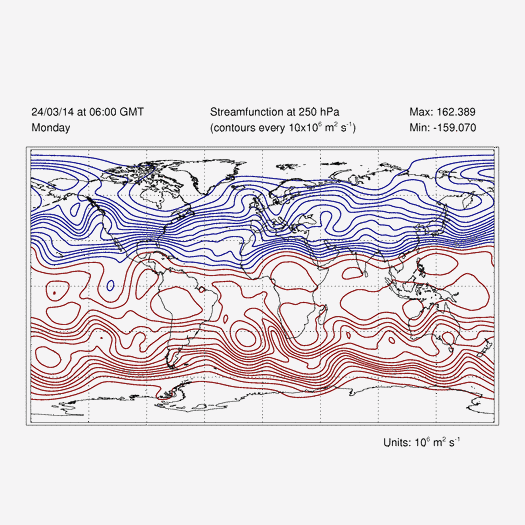 24/03/14 at 06:00 GMT Streamfunction at 250 hPa Max: 162.389
Monday (contours every 10x10⁶ m² s⁻¹) Min: -159.070
Units: 10⁶ m² s⁻¹